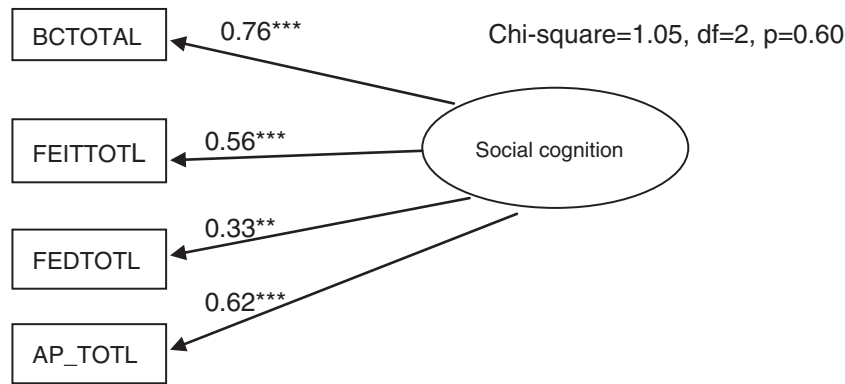 BCTOTAL
0.76***
Chi-square=1.05, df=2, p=0.60
FEITTOTL
0.56***
Social cognition
FEDTOTL
0.33**
0.62***
AP_TOTL